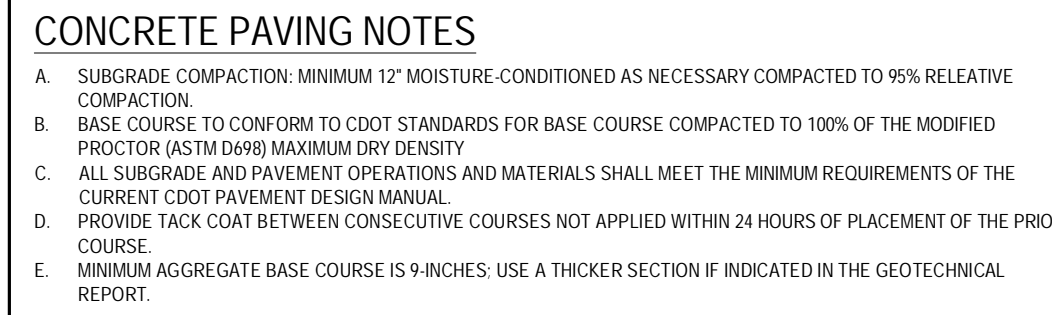 CONCRETE PAVING NOTES
A. SUBGRADE COMPACTION: MINIMUM 12" MOISTURE-CONDITIONED AS NECESSARY COMPACTED TO 95% RELEATIVE
COMPACTION.
B. BASE COURSE TO CONFORM TO CDOT STANDARDS FOR BASE COURSE COMPACTED TO 100% OF THE MODIFIED
PROCTOR (ASTM D698) MAXIMUM DRY DENSITY
C. ALL SUBGRADE AND PAVEMENT OPERATIONS AND MATERIALS SHALL MEET THE MINIMUM REQUIREMENTS OF THE
CURRENT CDOT PAVEMENT DESIGN MANUAL.
D. PROVIDE TACK COAT BETWEEN CONSECUTIVE COURSES NOT APPLIED WITHIN 24 HOURS OF PLACEMENT OF THE PRIO
COURSE.
E. MINIMUM AGGREGATE BASE COURSE IS 9-INCHES; USE A THICKER SECTION IF INDICATED IN THE GEOTECHNICAL
REPORT.